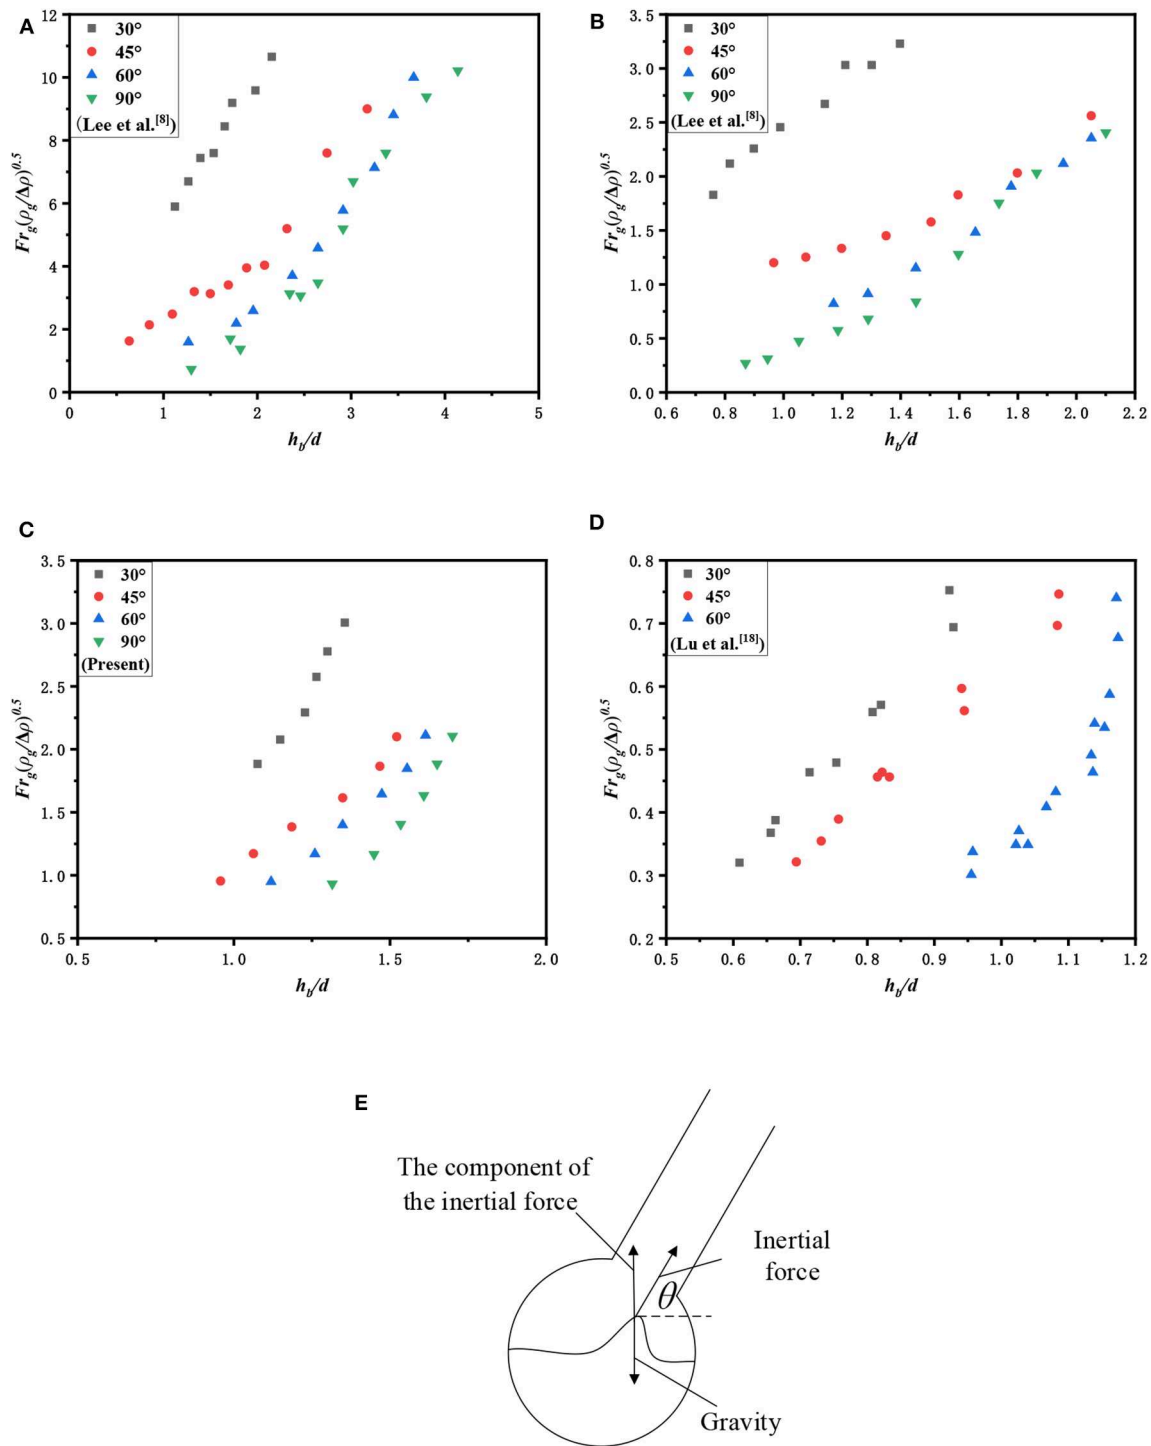 A
12
10
8
6
4
2
0
0 1 2 3 4 5
30°
45°
60°
90°
(Lee et al.[8])
Frg(ρg/Δρ)0.5
hb/d
B
3.5
3.0
2.5
2.0
1.5
1.0
0.5
0.0
0.6 0.8 1.0 1.2 1.4 1.6 1.8 2.0 2.2
30°
45°
60°
90°
(Lee et al.[8])
Frg(ρg/Δρ)0.5
hb/d
C
3.5
3.0
2.5
2.0
1.5
1.0
0.5
0.5 1.0 1.5 2.0
30°
45°
60°
90°
(Present)
Frg(ρg/Δρ)0.5
hb/d
D
0.8
0.7
0.6
0.5
0.4
0.3
0.2
0.5 0.6 0.7 0.8 0.9 1.0 1.1 1.2
30°
45°
60°
(Lu et al.[18])
Frg(ρg/Δρ)0.5
hb/d
E
The component of
the inertial force
Inertial
force
θ
Gravity